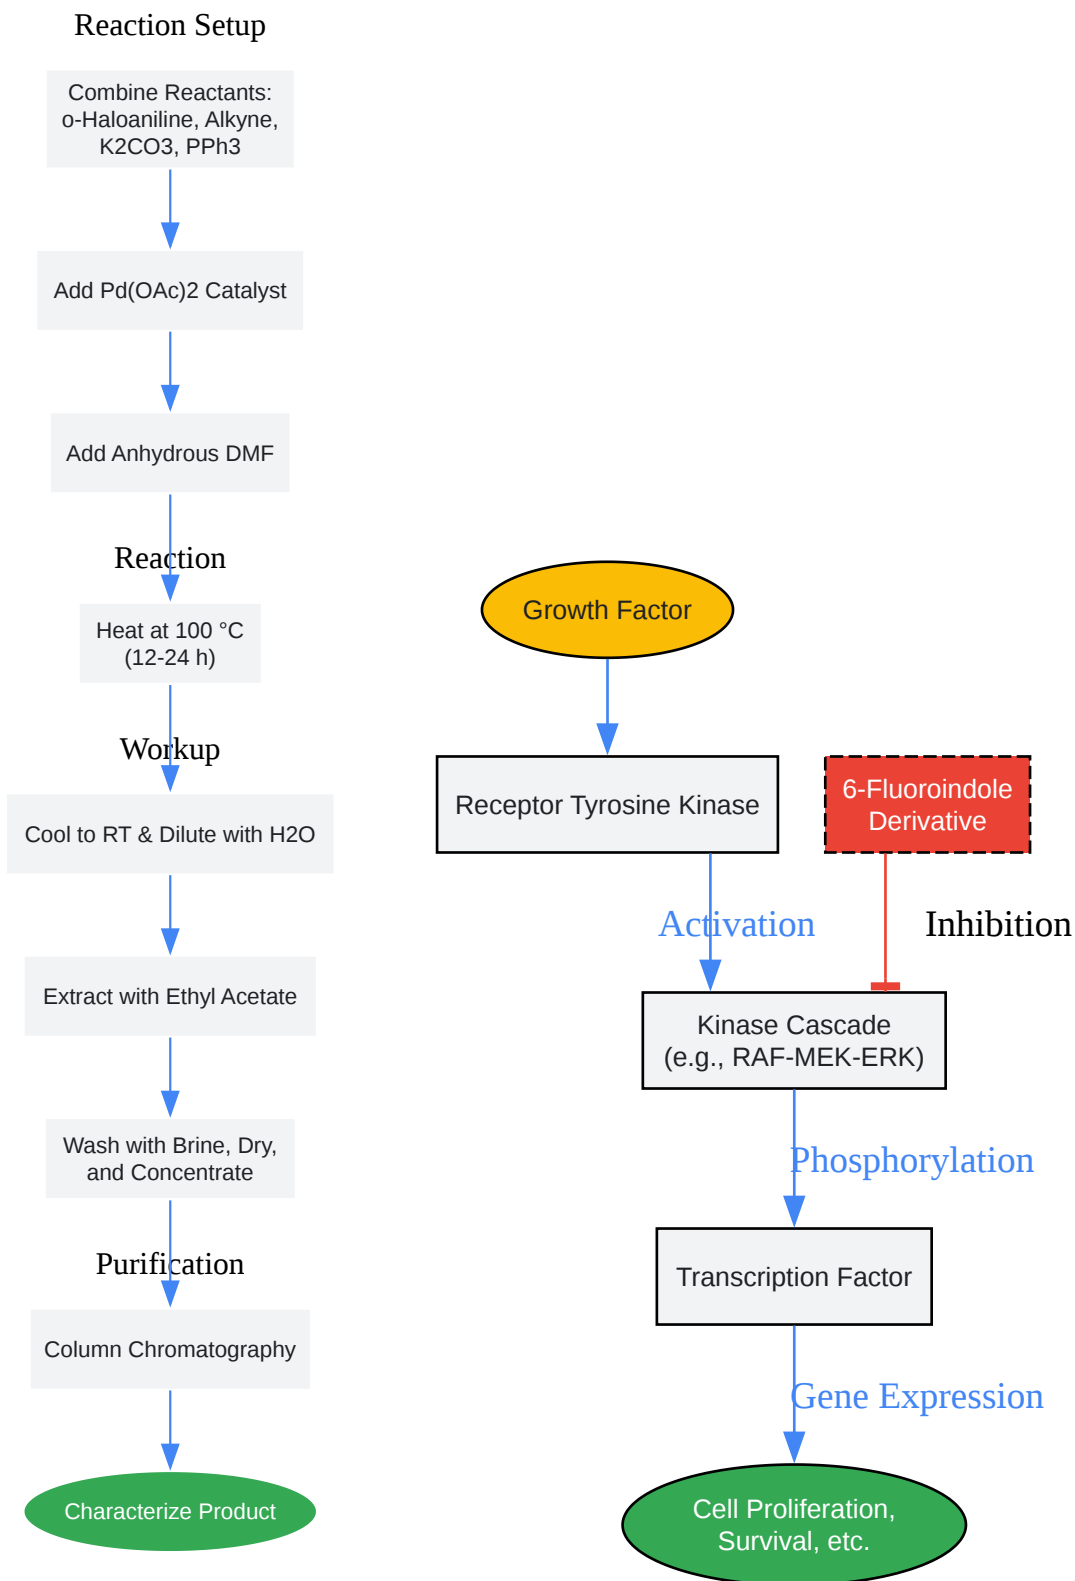 Reaction Setup
Combine Reactants:
o-Haloaniline, Alkyne,
K2CO3, PPh3
Add Pd(OAc)2 Catalyst
Add Anhydrous DMF
Reaction
Heat at 100 °C
(12-24 h)
Workup
Cool to RT & Dilute with H2O
Extract with Ethyl Acetate
Wash with Brine, Dry,
and Concentrate
Purification
Column Chromatography
Characterize Product
Growth Factor
Receptor Tyrosine Kinase
6-Fluoroindole
Derivative
Activation
Inhibition
Kinase Cascade
(e.g., RAF-MEK-ERK)
Phosphorylation
Transcription Factor
Gene Expression
Cell Proliferation,
Survival, etc.